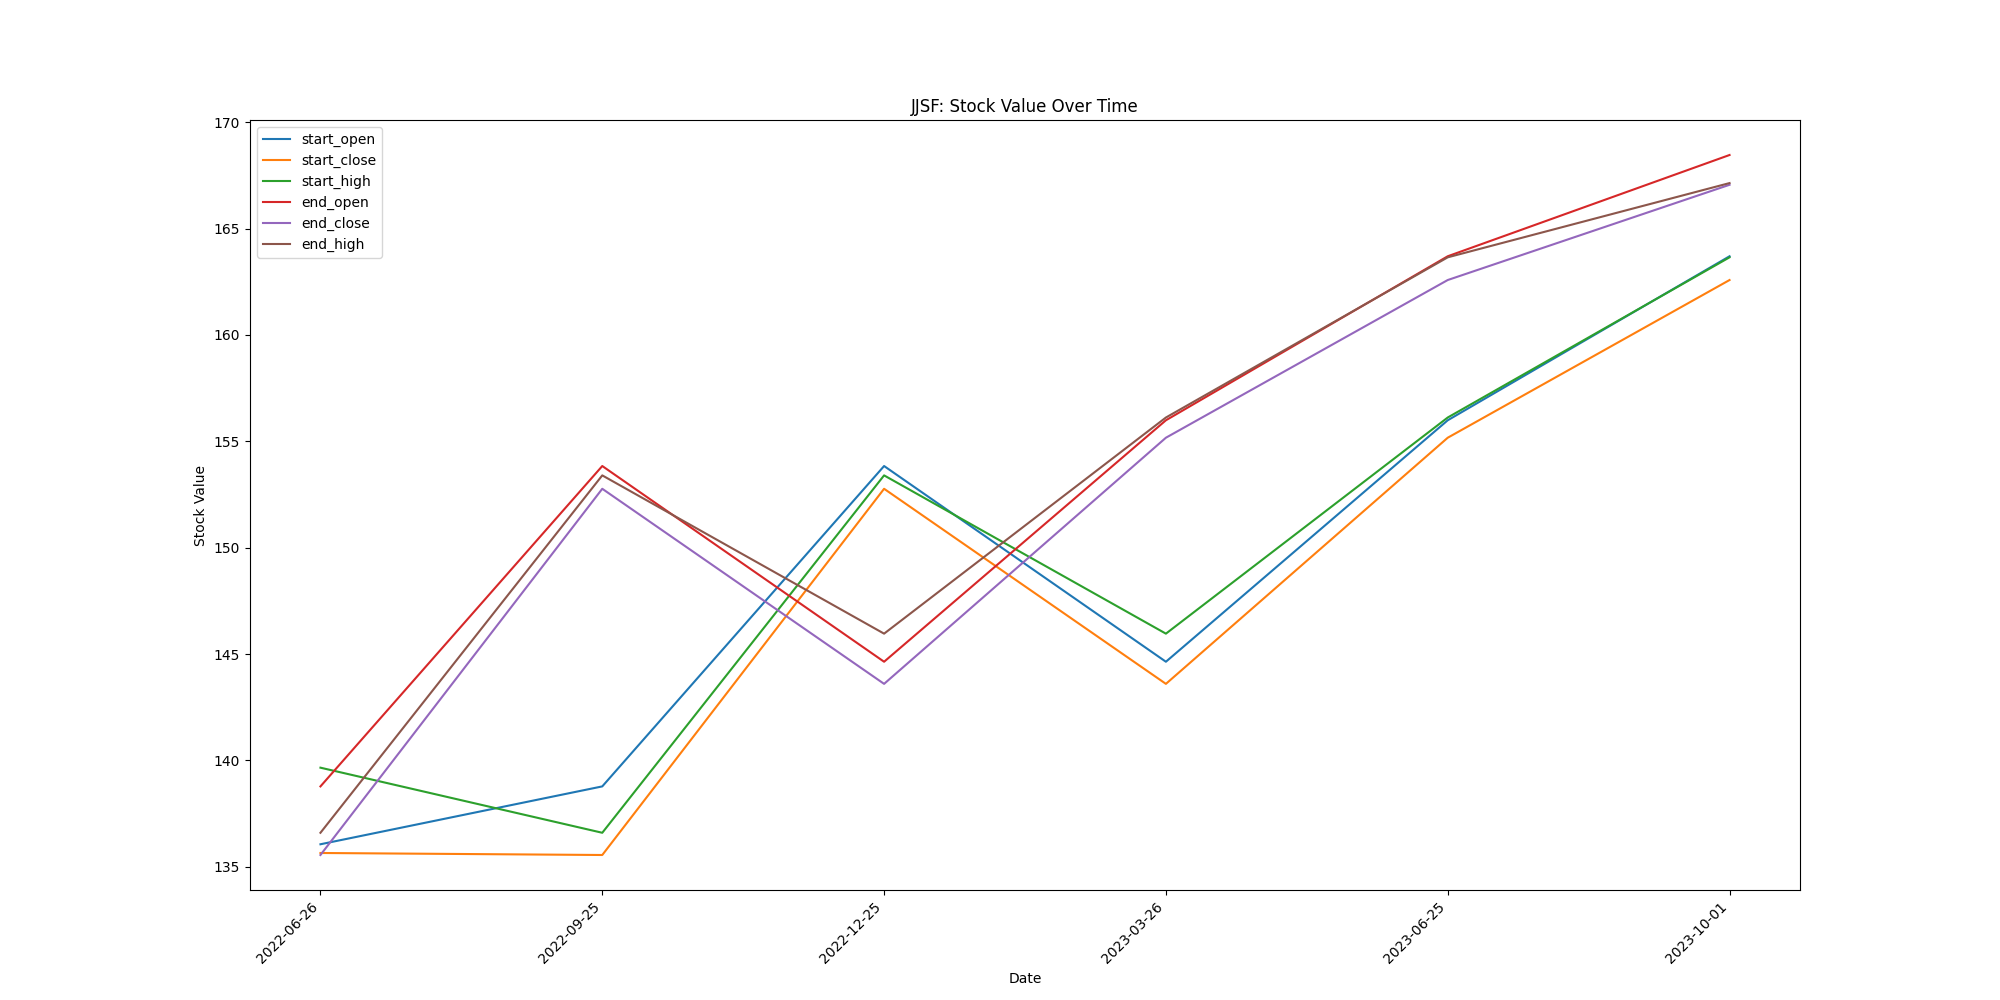 JJSF: Stock Value Over Time
170
165
160
155
150
145
140
135
Stock Value
start_open
start_close
start_high
end_open
end_close
end_high
2022-06-26
2022-09-25
2022-12-25
2023-03-26
2023-06-25
2023-10-01
Date